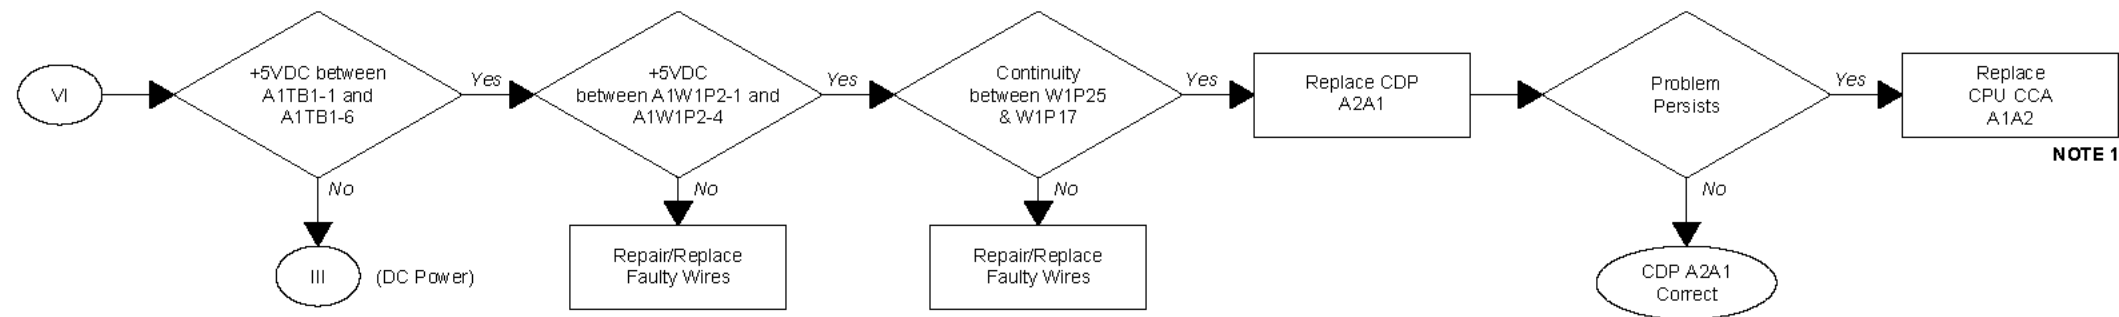 VI
+5VDC between
A1TB1-1 and
A1TB1-6
Yes
No
III
(DC Power)
+5VDC
between A1W1P2-1 and
A1W1P2-4
Yes
No
Repair/Replace
Faulty Wires
Continuity
between W1P25
& W1P17
Yes
No
Repair/Replace
Faulty Wires
Replace CDP
A2A1
Problem
Persists
Yes
No
CDP A2A1
Correct
Replace
CPU CCA
A1A2
NOTE 1